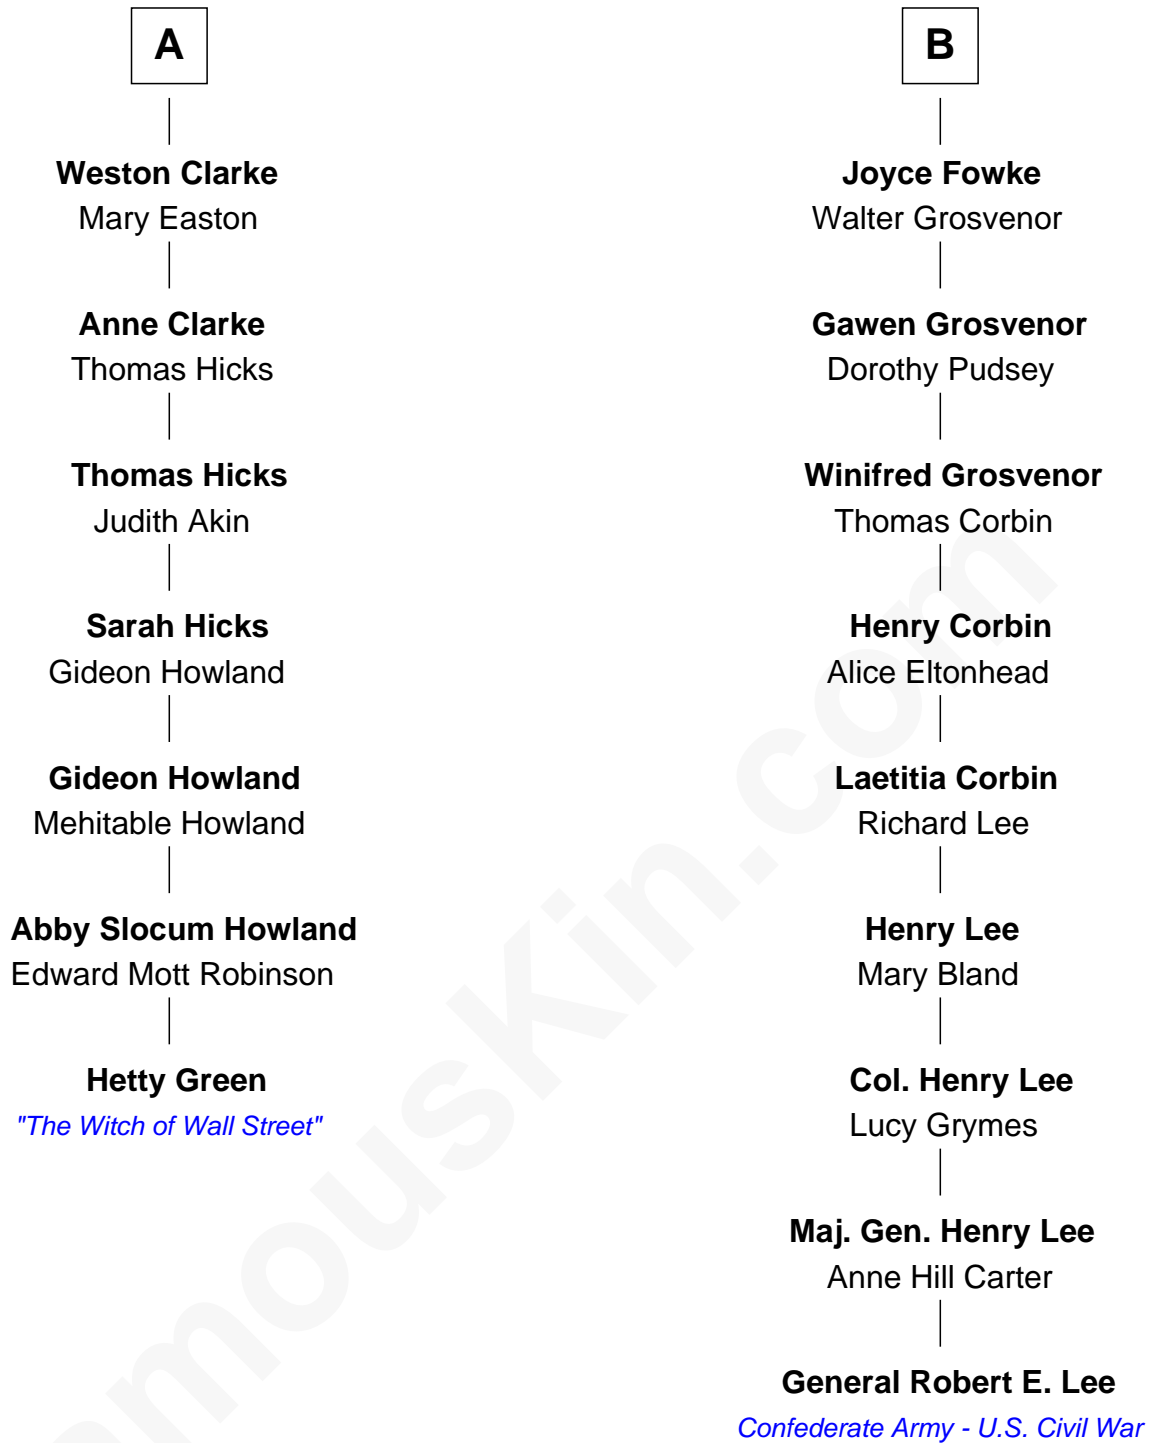 A
Weston Clarke
Mary Easton
Anne Clarke
Thomas Hicks
Thomas Hicks
Judith Akin
Sarah Hicks
Gideon Howland
Gideon Howland
Mehitable Howland
Abby Slocum Howland
Edward Mott Robinson
Hetty Green
"The Witch of Wall Street"
B
Joyce Fowke
Walter Grosvenor
Gawen Grosvenor
Dorothy Pudsey
Winifred Grosvenor
Thomas Corbin
Henry Corbin
Alice Eltonhead
Laetitia Corbin
Richard Lee
Henry Lee
Mary Bland
Col. Henry Lee
Lucy Grymes
Maj. Gen. Henry Lee
Anne Hill Carter
General Robert E. Lee
Confederate Army - U.S. Civil War
amouskin.com